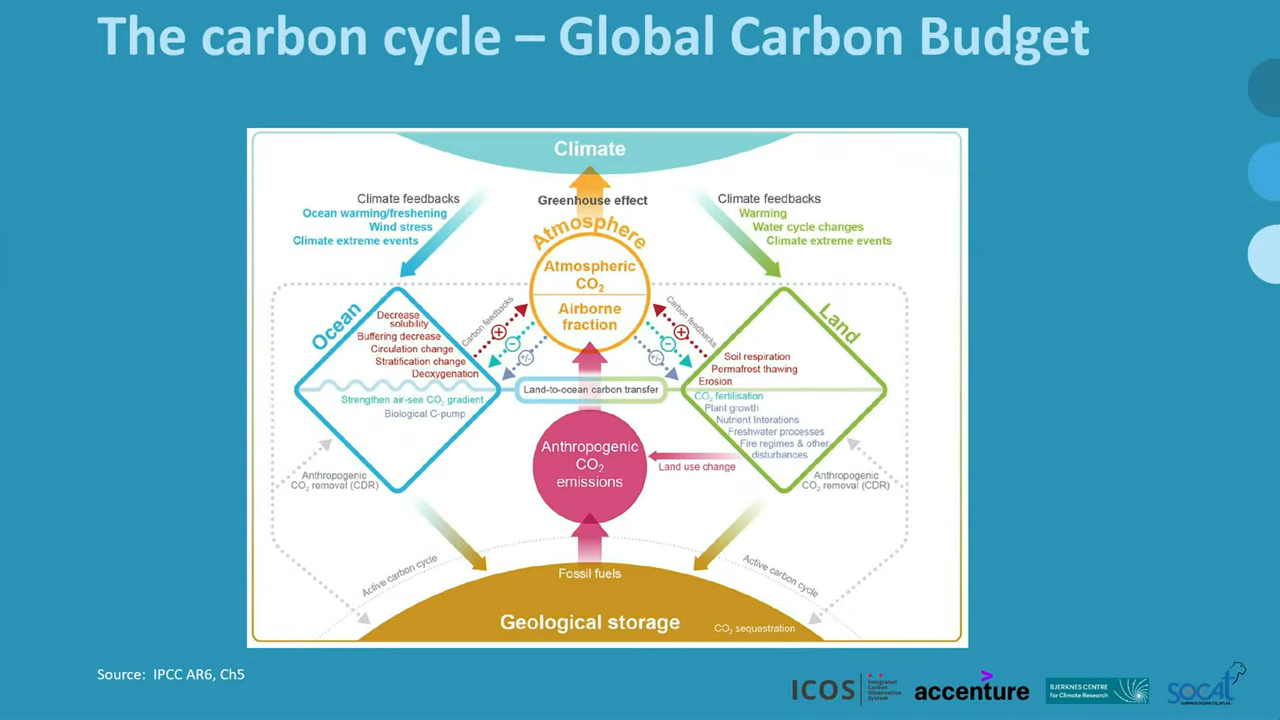 The carbon cycle – Global Carbon Budget
Climate
Climate feedbacks
Ocean warming/freshening
Wind stress
Climate extreme events
Greenhouse effect
Climate feedbacks
Warming
Water cycle changes
Climate extreme events
Atmosphere
Atmospheric
CO₂
Airborne
fraction
Ocean
Decrease
solubility
Buffering decrease
Circulation change
Stratification change
Deoxygenation
Strengthen air-sea CO₂ gradient
Biological C-pump
Carbon feedbacks
+
−
+/-
Carbon feedbacks
+
−
+/-
Land-to-ocean carbon transfer
Land
Soil respiration
Permafrost thawing
Erosion
CO₂ fertilisation
Plant growth
Nutrient Interations
Freshwater processes
Fire regimes & other
disturbances
Anthropogenic
CO₂
emissions
Land use change
Anthropogenic
CO₂ removal (CDR)
Anthropogenic
CO₂ removal (CDR)
Active carbon cycle
Active carbon cycle
Fossil fuels
Geological storage
CO₂ sequestration
Source: IPCC AR6, Ch5
ICOS
Integrated
Carbon
Observation
System
accenture
BJERKNES CENTRE
for Climate Research
SOCAT
SURFACE OCEAN CO₂ ATLAS